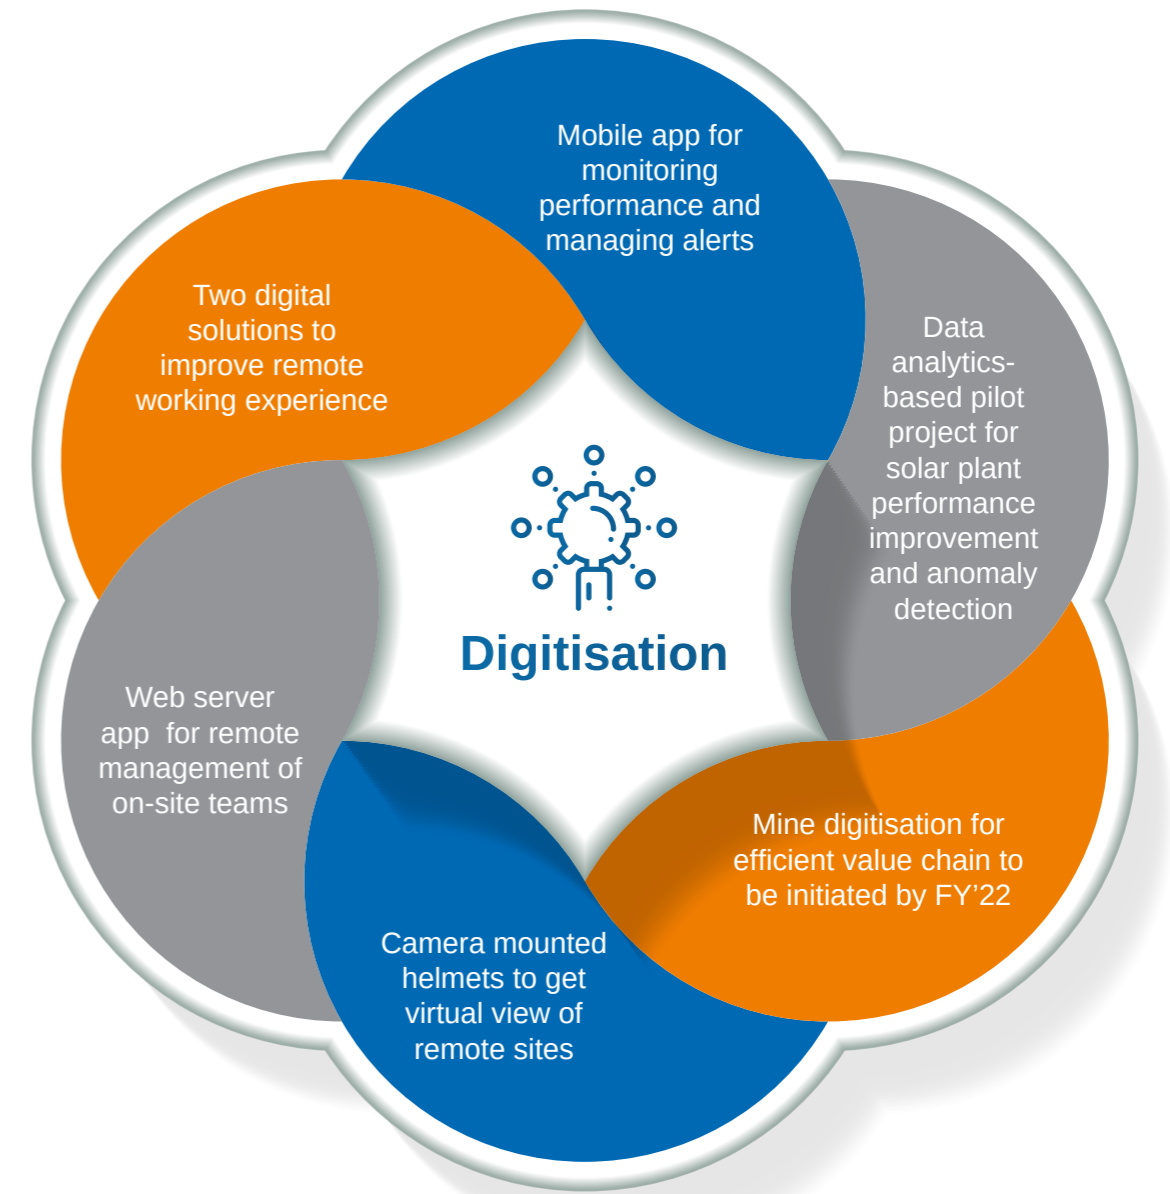 Mobile app for
monitoring
performance and
managing alerts
Data
analytics-
based pilot
project for
solar plant
performance
improvement
and anomaly
detection
Mine digitisation for
efficient value chain to
be initiated by FY’22
Camera mounted
helmets to get
virtual view of
remote sites
Web server
app  for remote
management of
on-site teams
Two digital
solutions to
improve remote
working experience
Digitisation